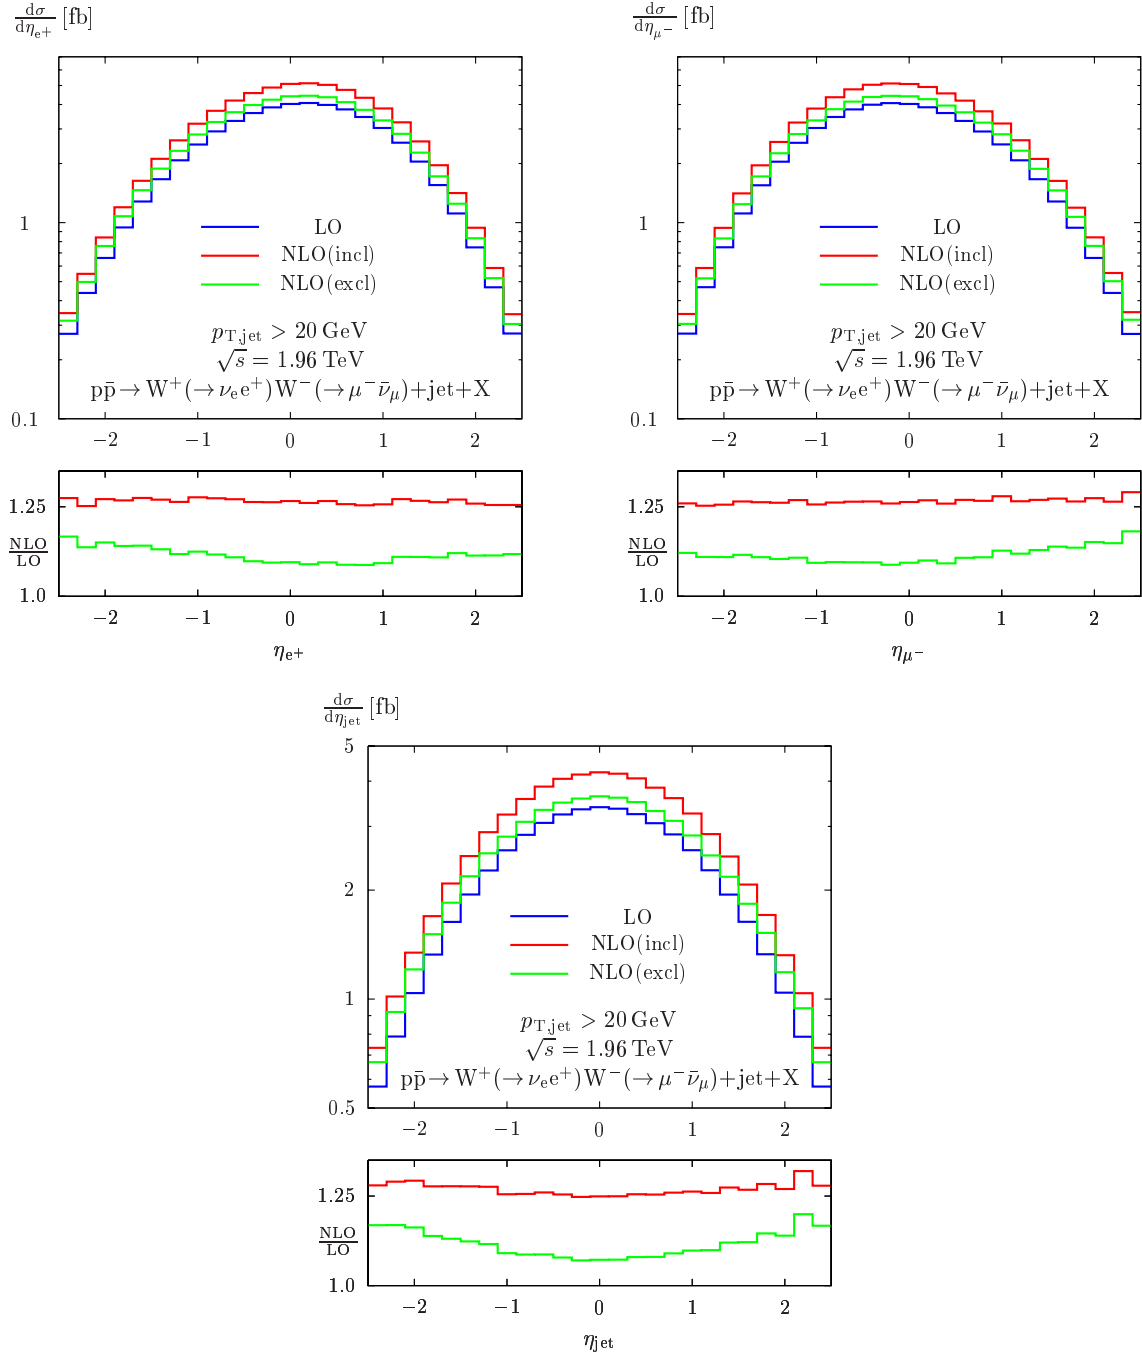 dσ/dη_e+ [fb]
1
0.1
LO
NLO(incl)
NLO(excl)
p_T,jet > 20 GeV
√s = 1.96 TeV
pp̄ → W⁺(→ν_e e⁺)W⁻(→ μ⁻ν̄_μ)+jet+X
−2 −1 0 1 2
1.25
NLO/LO
1.0
−2 −1 0 1 2
η_e+
dσ/dη_μ− [fb]
1
0.1
LO
NLO(incl)
NLO(excl)
p_T,jet > 20 GeV
√s = 1.96 TeV
pp̄ → W⁺(→ν_e e⁺)W⁻(→ μ⁻ν̄_μ)+jet+X
−2 −1 0 1 2
1.25
NLO/LO
1.0
−2 −1 0 1 2
η_μ−
dσ/dη_jet [fb]
5
2
1
0.5
LO
NLO(incl)
NLO(excl)
p_T,jet > 20 GeV
√s = 1.96 TeV
pp̄ → W⁺(→ν_e e⁺)W⁻(→ μ⁻ν̄_μ)+jet+X
−2 −1 0 1 2
1.25
NLO/LO
1.0
−2 −1 0 1 2
η_jet